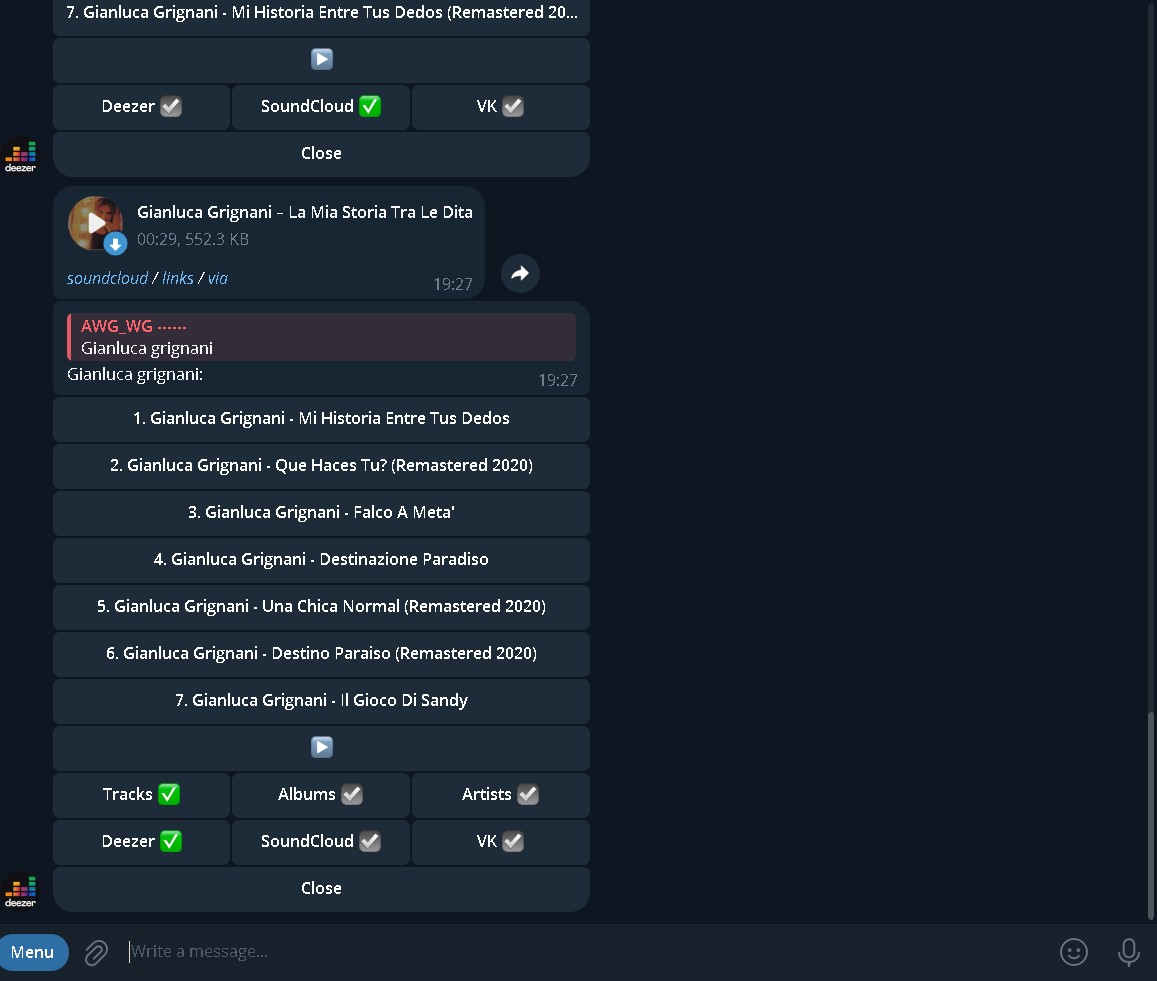 7. Gianluca Grignani - Mi Historia Entre Tus Dedos (Remastered 20...
Deezer
SoundCloud
VK
Close
deezer
Gianluca Grignani – La Mia Storia Tra Le Dita
00:29, 552.3 KB
soundcloud / links / via
19:27
AWG_WG ------
Gianluca grignani
Gianluca grignani:
19:27
1. Gianluca Grignani - Mi Historia Entre Tus Dedos
2. Gianluca Grignani - Que Haces Tu? (Remastered 2020)
3. Gianluca Grignani - Falco A Meta'
4. Gianluca Grignani - Destinazione Paradiso
5. Gianluca Grignani - Una Chica Normal (Remastered 2020)
6. Gianluca Grignani - Destino Paraiso (Remastered 2020)
7. Gianluca Grignani - Il Gioco Di Sandy
Tracks
Albums
Artists
Deezer
SoundCloud
VK
Close
deezer
Menu
Write a message...